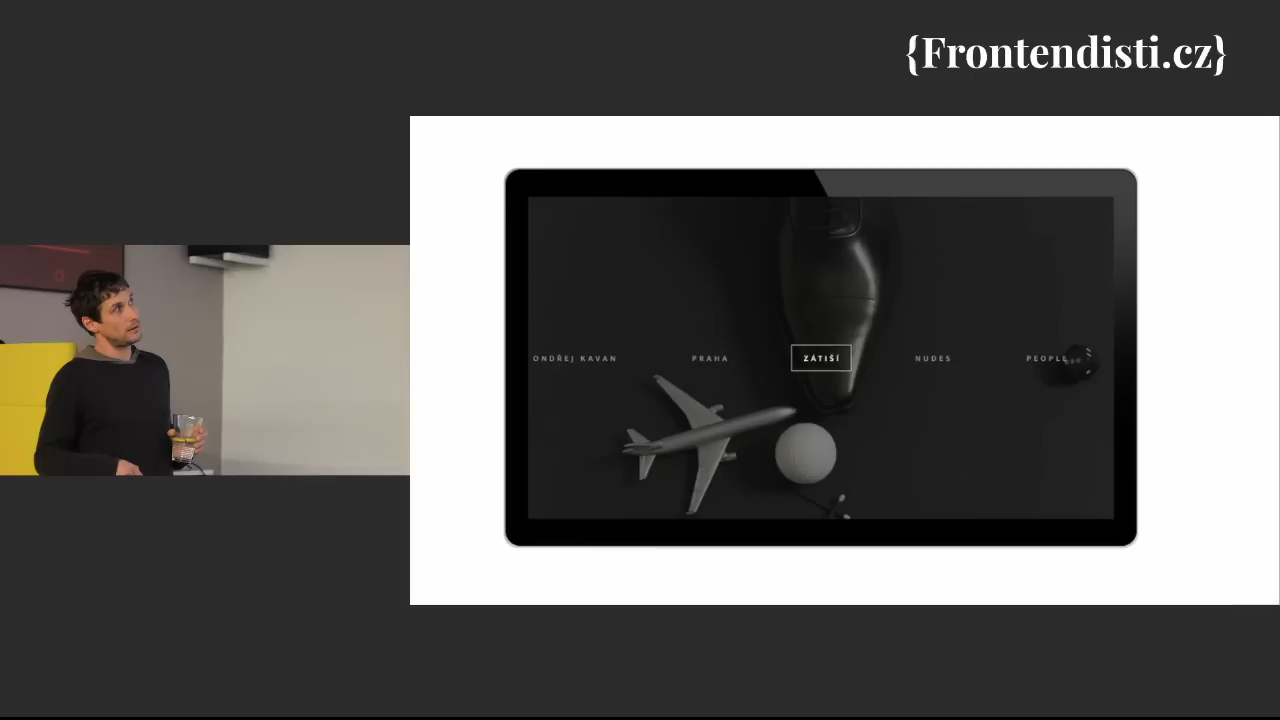 {Frontendisti.cz}
ONDŘEJ KAVAN PRAHA ZÁTIŠÍ NUDES PEOPLE